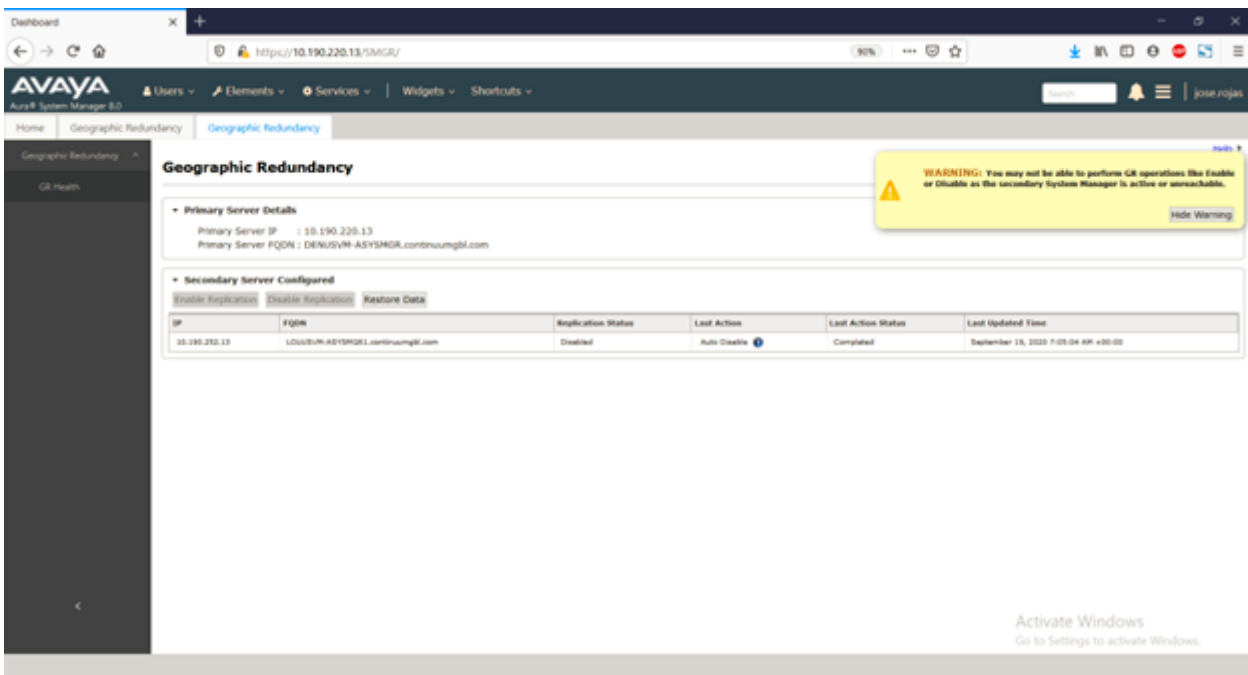 Dashboard
https://10.190.220.13/SMGR/
90%
AVAYA
Aura® System Manager 8.0
Users
Elements
Services
Widgets
Shortcuts
Search
jose.rojas
Home
Geographic Redundancy
Geographic Redundancy
Geographic Redundancy
GR Health
Help ?
Geographic Redundancy
WARNING: You may not be able to perform GR operations like Enable
or Disable as the secondary System Manager is active or unreachable.
Hide Warning
Primary Server Details
Primary Server IP : 10.190.220.13
Primary Server FQDN : DENUSVM-ASYSMGR.continuumgbl.com
Secondary Server Configured
Enable Replication Disable Replication Restore Data
IP FQDN Replication Status Last Action Last Action Status Last Updated Time
10.190.252.13 LOUUSVM-ASYSMGR1.continuumgbl.com Disabled Auto Disable Completed September 19, 2020 7:05:04 AM +00:00
Activate Windows
Go to Settings to activate Windows.